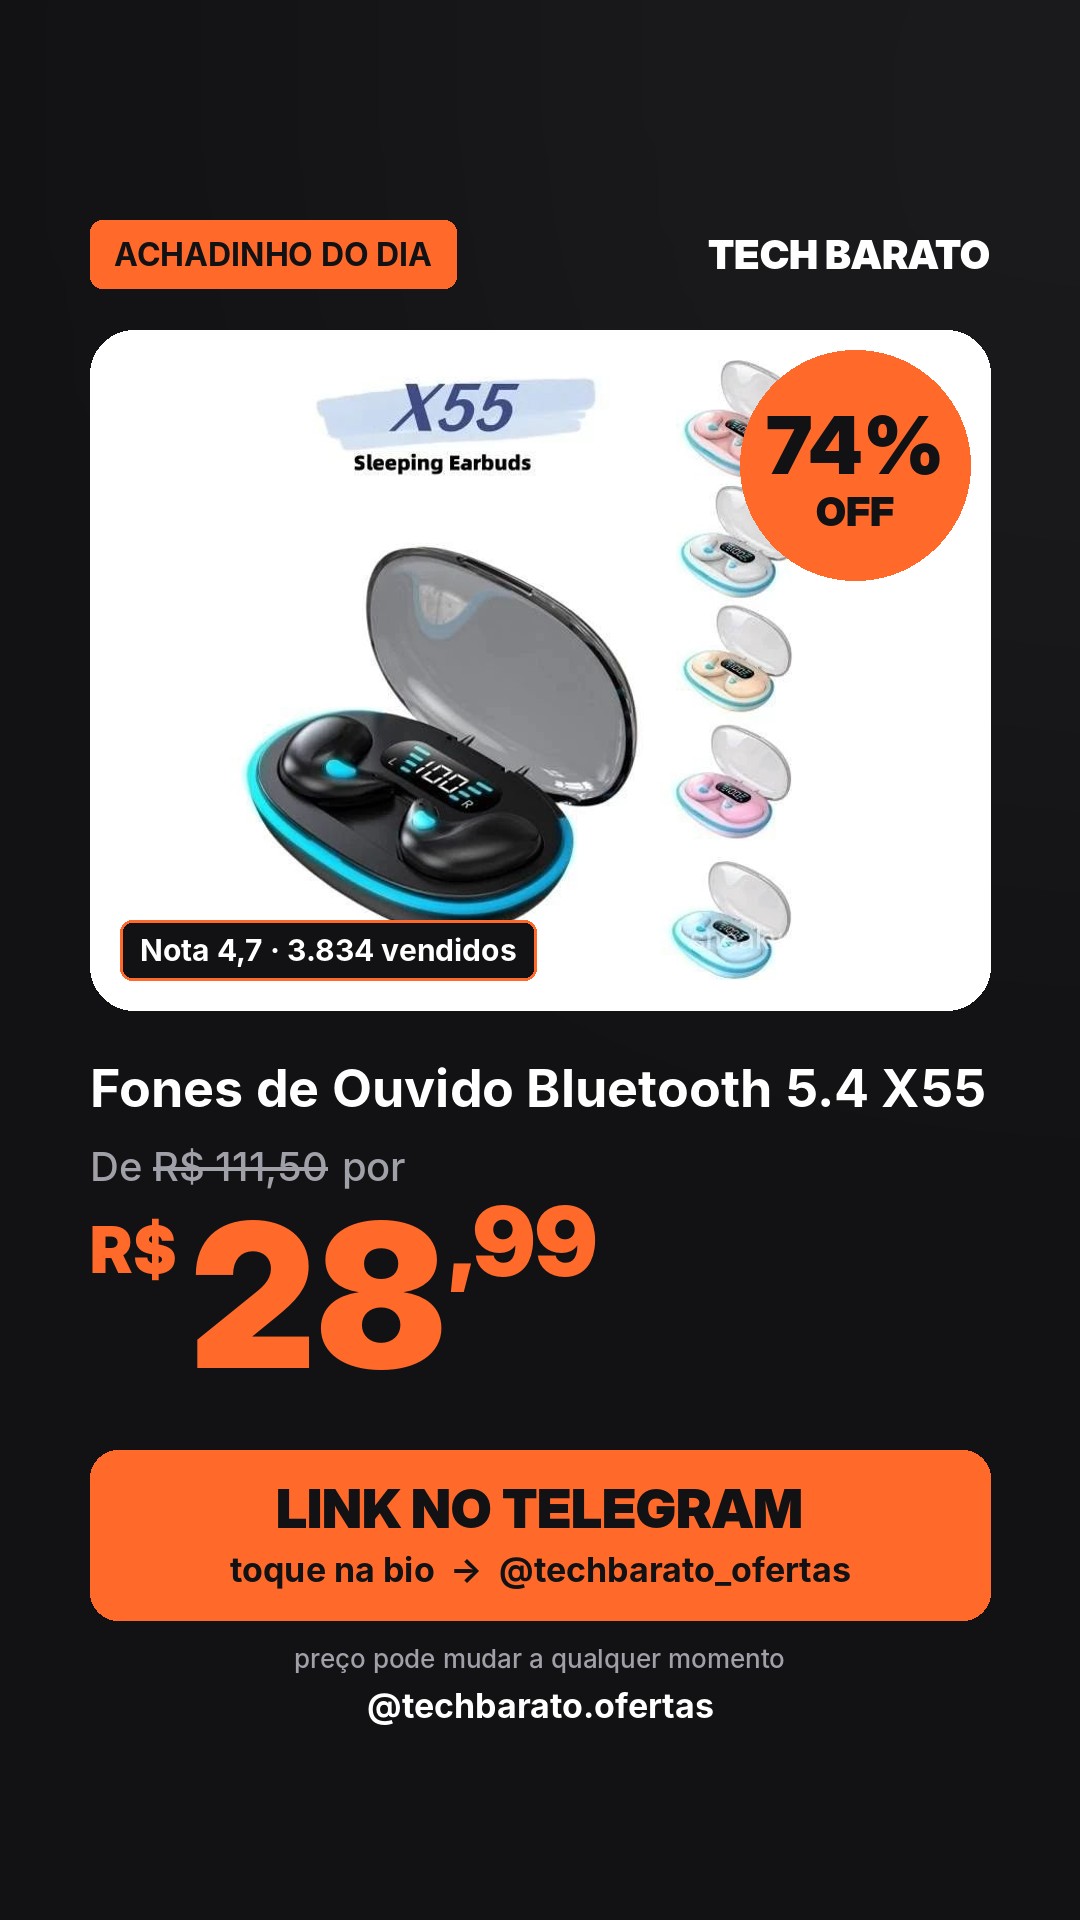 ACHADINHO DO DIA
TECH BARATO
X55
Sleeping Earbuds
74%
OFF
L 100 R
Nota 4,7 · 3.834 vendidos
Fones de Ouvido Bluetooth 5.4 X55
De R$ 111,50 por
R$ 28,99
LINK NO TELEGRAM
toque na bio → @techbarato_ofertas
preço pode mudar a qualquer momento
@techbarato.ofertas